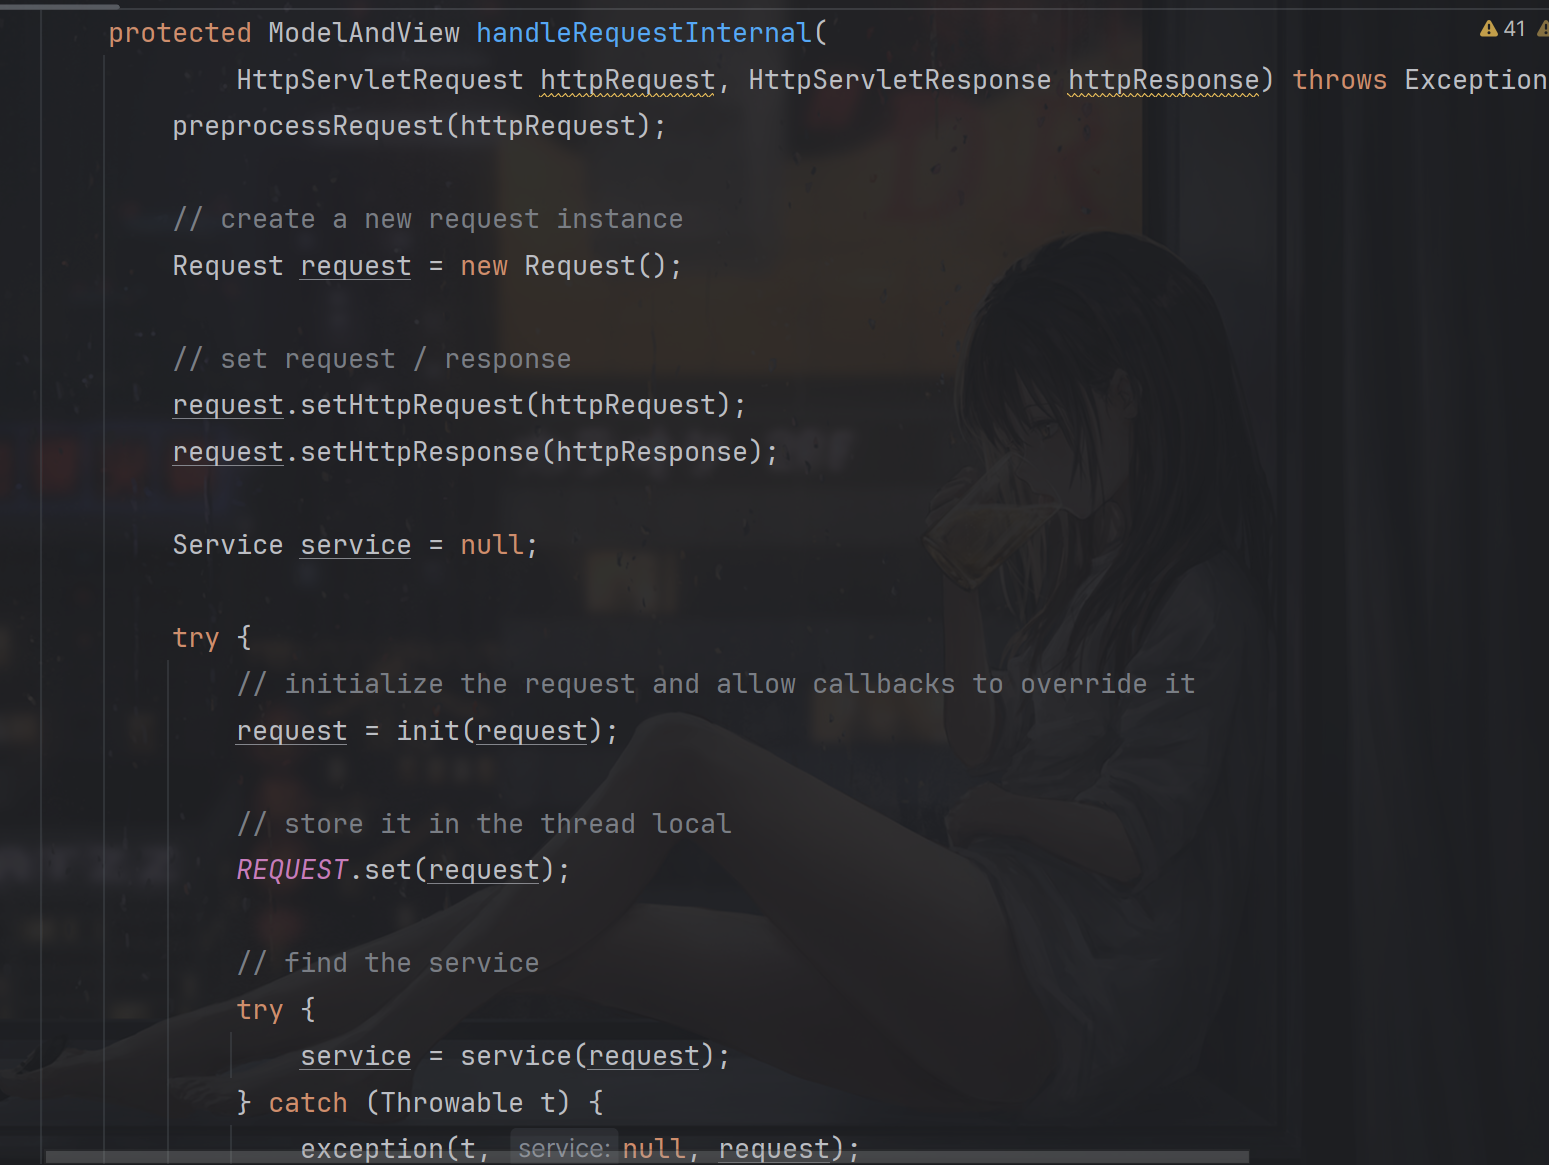 protected ModelAndView handleRequestInternal(
41
HttpServletRequest httpRequest, HttpServletResponse httpResponse) throws Exception
preprocessRequest(httpRequest);
// create a new request instance
Request request = new Request();
// set request / response
request.setHttpRequest(httpRequest);
request.setHttpResponse(httpResponse);
Service service = null;
try {
// initialize the request and allow callbacks to override it
request = init(request);
// store it in the thread local
REQUEST.set(request);
// find the service
try {
service = service(request);
} catch (Throwable t) {
exception(t, service: null, request);